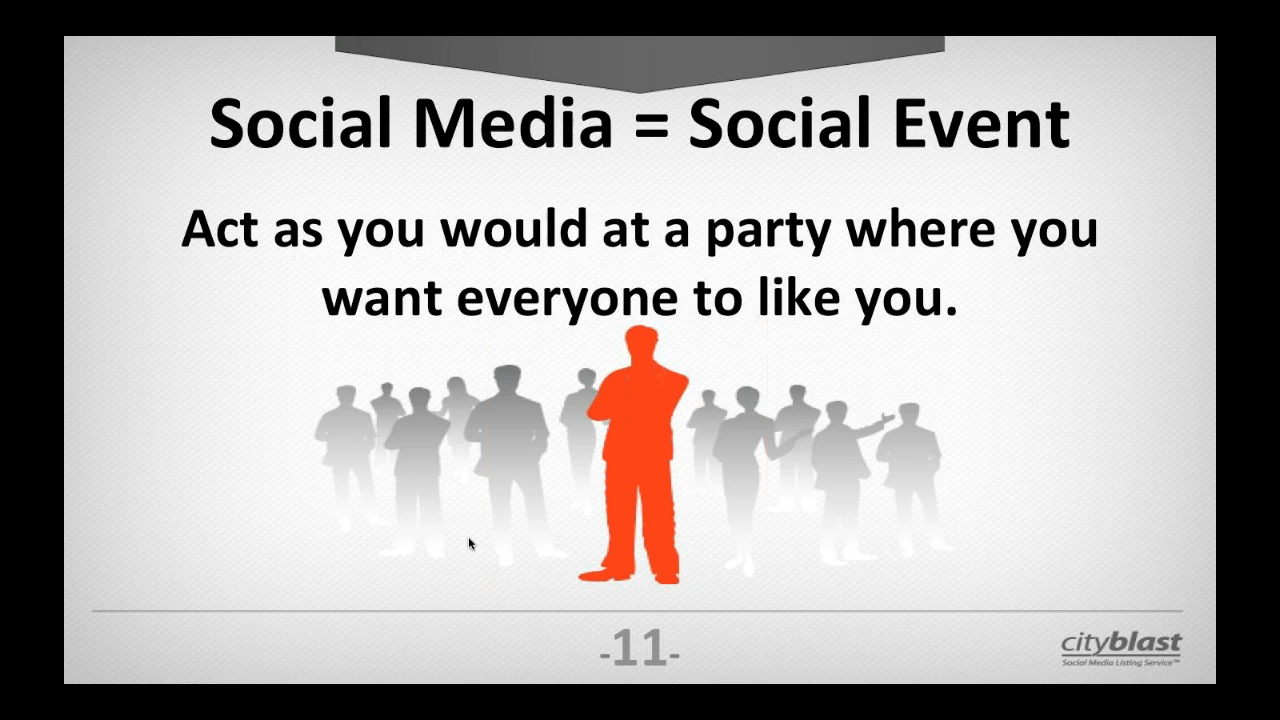 Social Media = Social Event
Act as you would at a party where you
want everyone to like you.
-11-
cityblast
Social Media Listing Service™